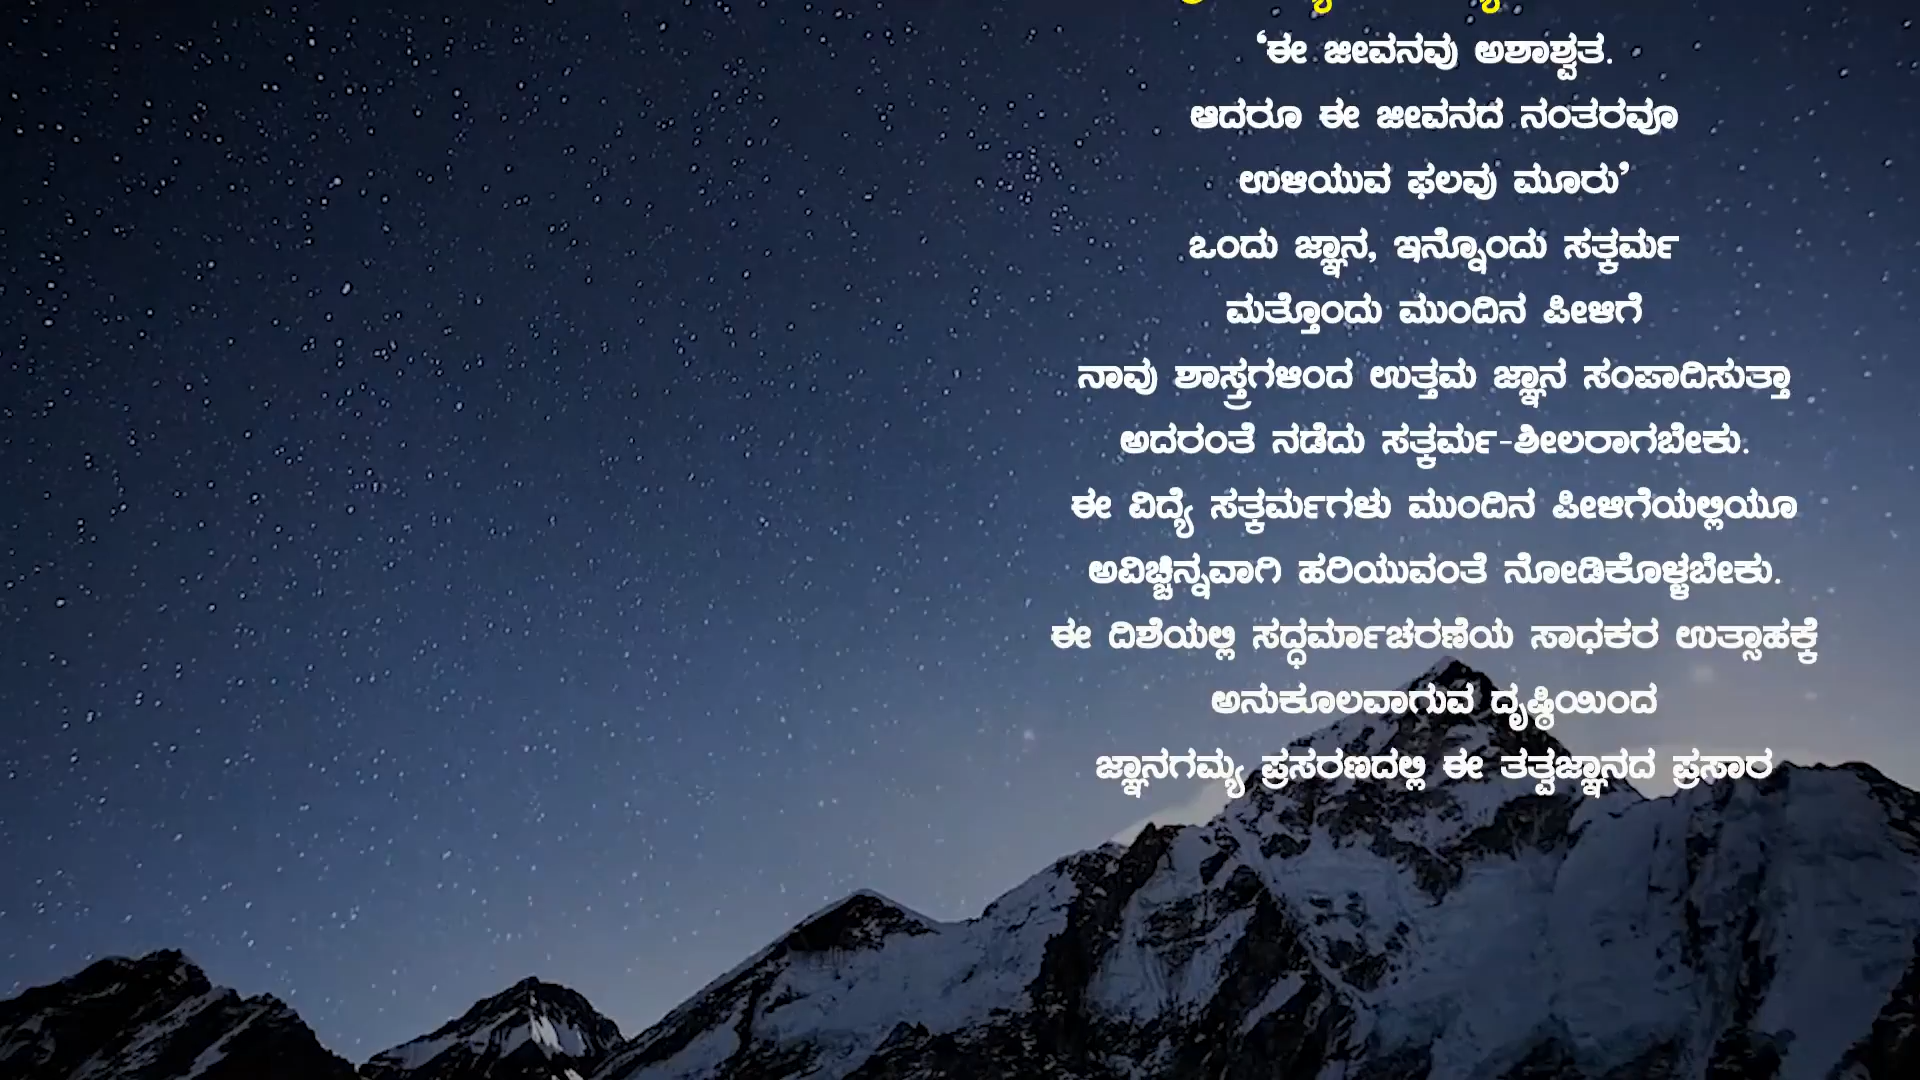 ‘ಈ ಜೀವನವು ಅಶಾಶ್ವತ.
ಆದರೂ ಈ ಜೀವನದ ನಂತರವೂ
ಉಳಿಯುವ ಫಲವು ಮೂರು’
ಒಂದು ಜ್ಞಾನ, ಇನ್ನೊಂದು ಸತ್ಕರ್ಮ
ಮತ್ತೊಂದು ಮುಂದಿನ ಪೀಳಿಗೆ
ನಾವು ಶಾಸ್ತ್ರಗಳಿಂದ ಉತ್ತಮ ಜ್ಞಾನ ಸಂಪಾದಿಸುತ್ತಾ
ಅದರಂತೆ ನಡೆದು ಸತ್ಕರ್ಮ-ಶೀಲರಾಗಬೇಕು.
ಈ ವಿದ್ಯೆ ಸತ್ಕರ್ಮಗಳು ಮುಂದಿನ ಪೀಳಿಗೆಯಲ್ಲಿಯೂ
ಅವಿಚ್ಛಿನ್ನವಾಗಿ ಹರಿಯುವಂತೆ ನೋಡಿಕೊಳ್ಳಬೇಕು.
ಈ ದಿಶೆಯಲ್ಲಿ ಸದ್ಧರ್ಮಾಚರಣೆಯ ಸಾಧಕರ ಉತ್ಸಾಹಕ್ಕೆ
ಅನುಕೂಲವಾಗುವ ದೃಷ್ಠಿಯಿಂದ
ಜ್ಞಾನಗಮ್ಯ ಪ್ರಸರಣದಲ್ಲಿ ಈ ತತ್ವಜ್ಞಾನದ ಪ್ರಸಾರ